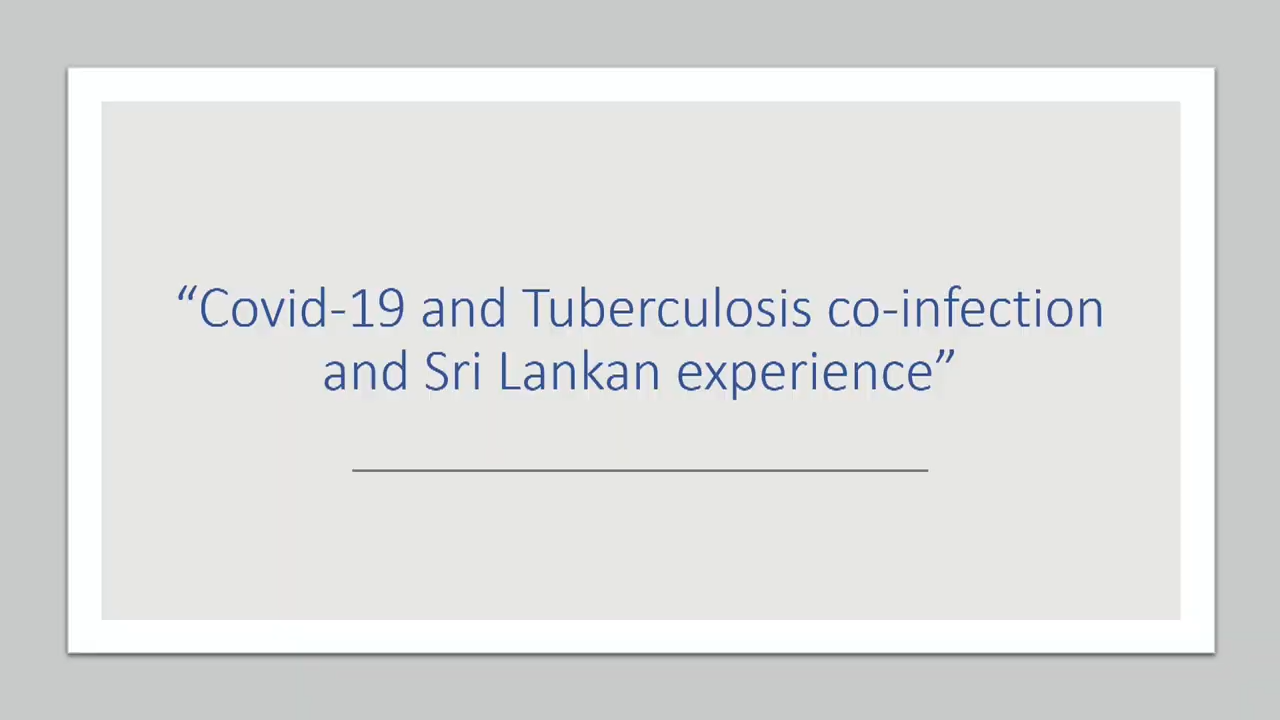 “Covid-19 and Tuberculosis co-infection
and Sri Lankan experience”